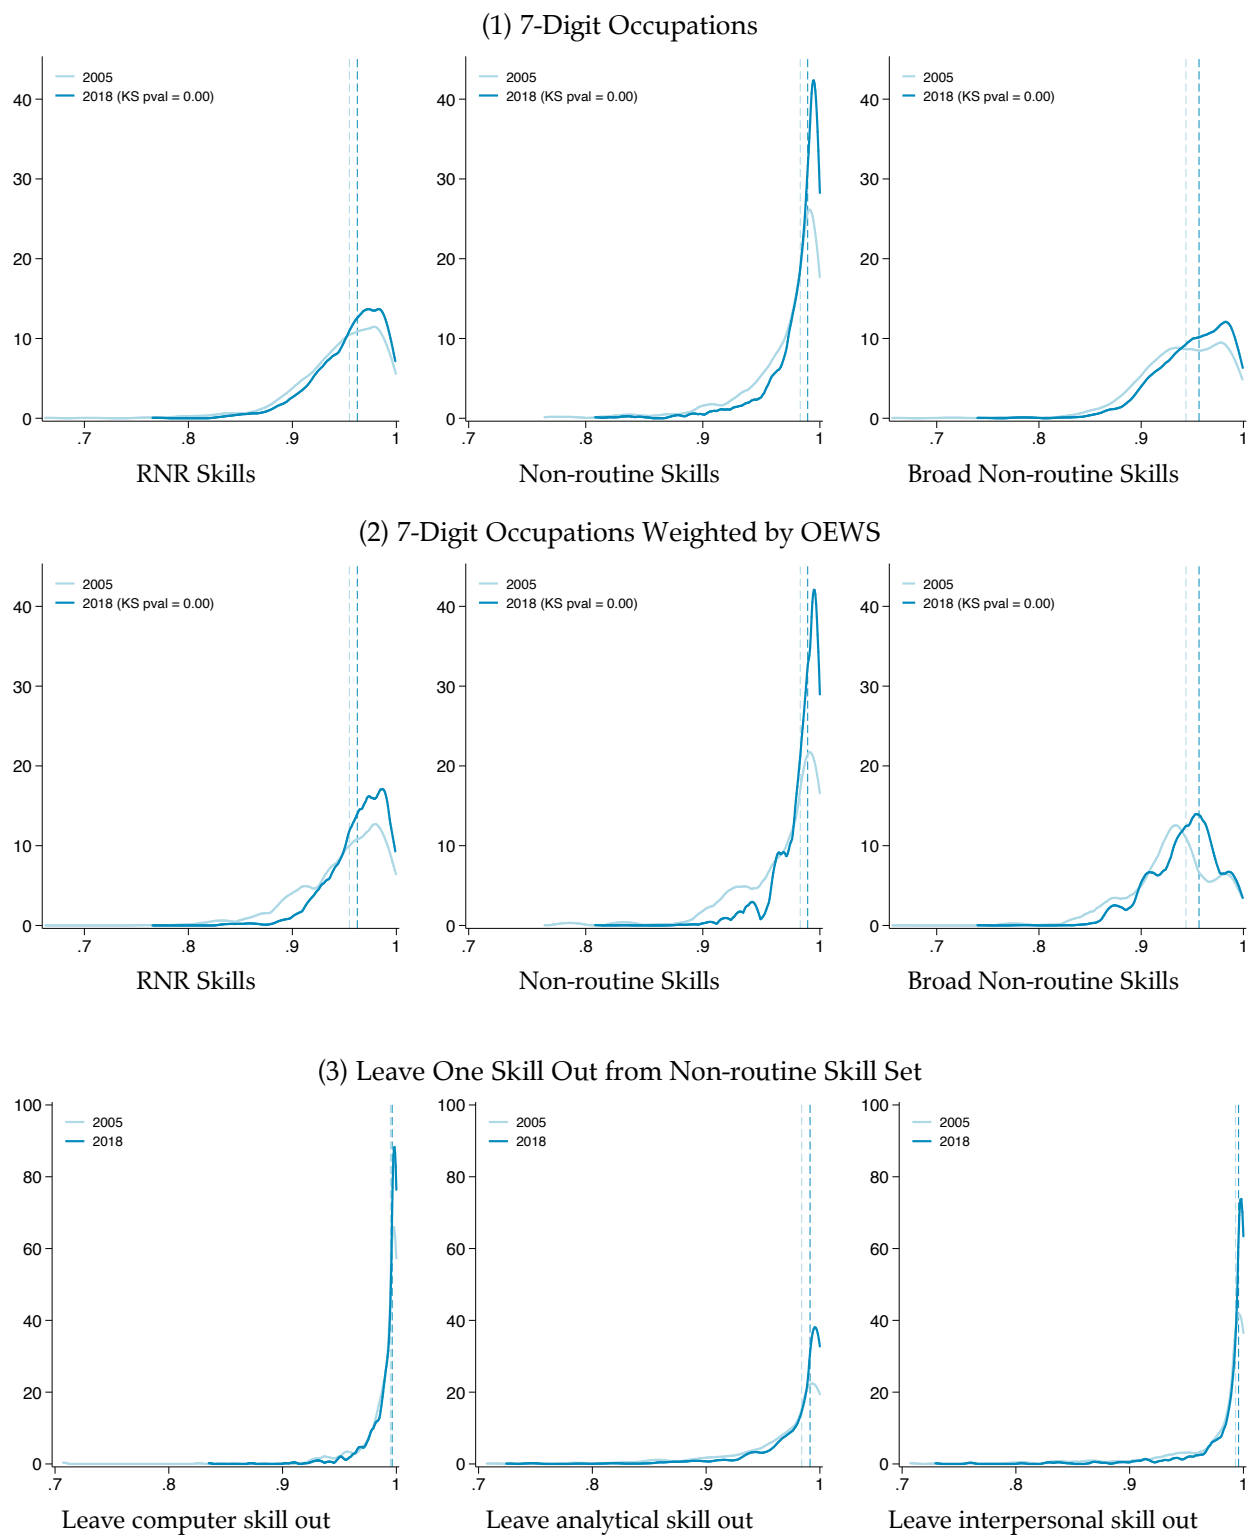 (1) 7-Digit Occupations
2005
2018 (KS pval = 0.00)
40
30
20
10
0
.7 .8 .9 1
RNR Skills
2005
2018 (KS pval = 0.00)
40
30
20
10
0
.7 .8 .9 1
Non-routine Skills
2005
2018 (KS pval = 0.00)
40
30
20
10
0
.7 .8 .9 1
Broad Non-routine Skills
(2) 7-Digit Occupations Weighted by OEWS
2005
2018 (KS pval = 0.00)
40
30
20
10
0
.7 .8 .9 1
RNR Skills
2005
2018 (KS pval = 0.00)
40
30
20
10
0
.7 .8 .9 1
Non-routine Skills
2005
2018 (KS pval = 0.00)
40
30
20
10
0
.7 .8 .9 1
Broad Non-routine Skills
(3) Leave One Skill Out from Non-routine Skill Set
100
2005
2018
80
60
40
20
0
.7 .8 .9 1
Leave computer skill out
100
2005
2018
80
60
40
20
0
.7 .8 .9 1
Leave analytical skill out
100
2005
2018
80
60
40
20
0
.7 .8 .9 1
Leave interpersonal skill out